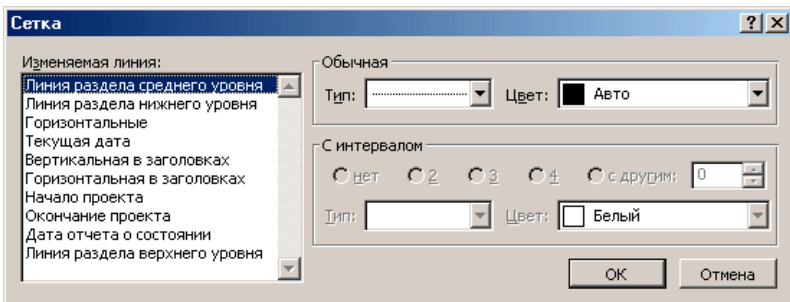 Сетка
Изменяемая линия:
Линия раздела среднего уровня
Линия раздела нижнего уровня
Горизонтальные
Текущая дата
Вертикальная в заголовках
Горизонтальная в заголовках
Начало проекта
Окончание проекта
Дата отчета о состоянии
Линия раздела верхнего уровня
Обычная
Тип: Цвет: Авто
С интервалом
нет 2 3 4 с другим: 0
Тип: Цвет: Белый
ОК Отмена